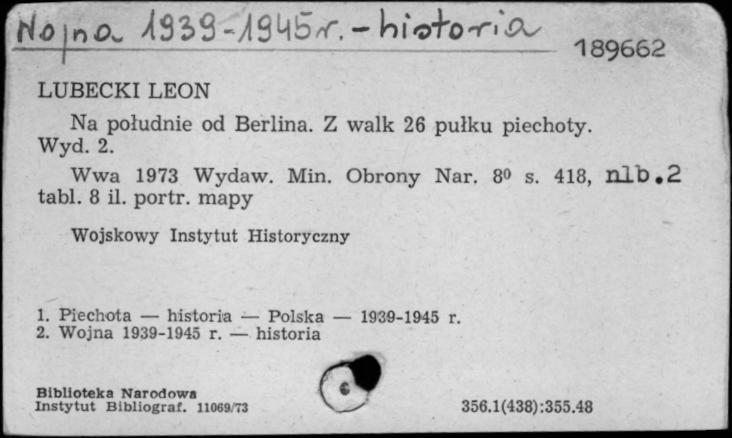 Wojna 1939-1945 r. - historia
189662
LUBECKI LEON
Na południe od Berlina. Z walk 26 pułku piechoty.
Wyd. 2.
Wwa 1973 Wydaw. Min. Obrony Nar. 8⁰ s. 418, nlb.2
tabl. 8 il. portr. mapy
Wojskowy Instytut Historyczny
1. Piechota — historia — Polska — 1939-1945 r.
2. Wojna 1939-1945 r. — historia
Biblioteka Narodowa
Instytut Bibliograf. 11069/73
356.1(438):355.48